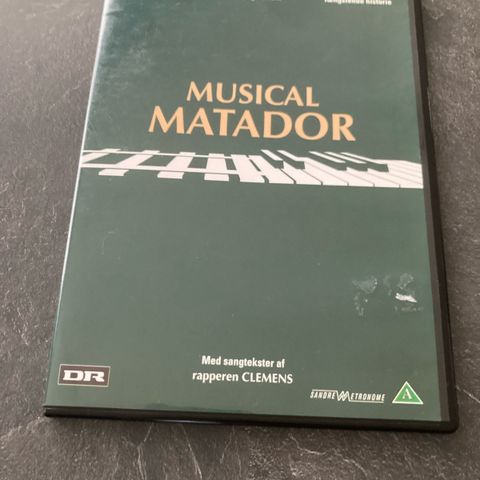 MUSICAL
MATADOR
Med sangtekster af
rapperen CLEMENS
DR
SANDREW METRONOME
A